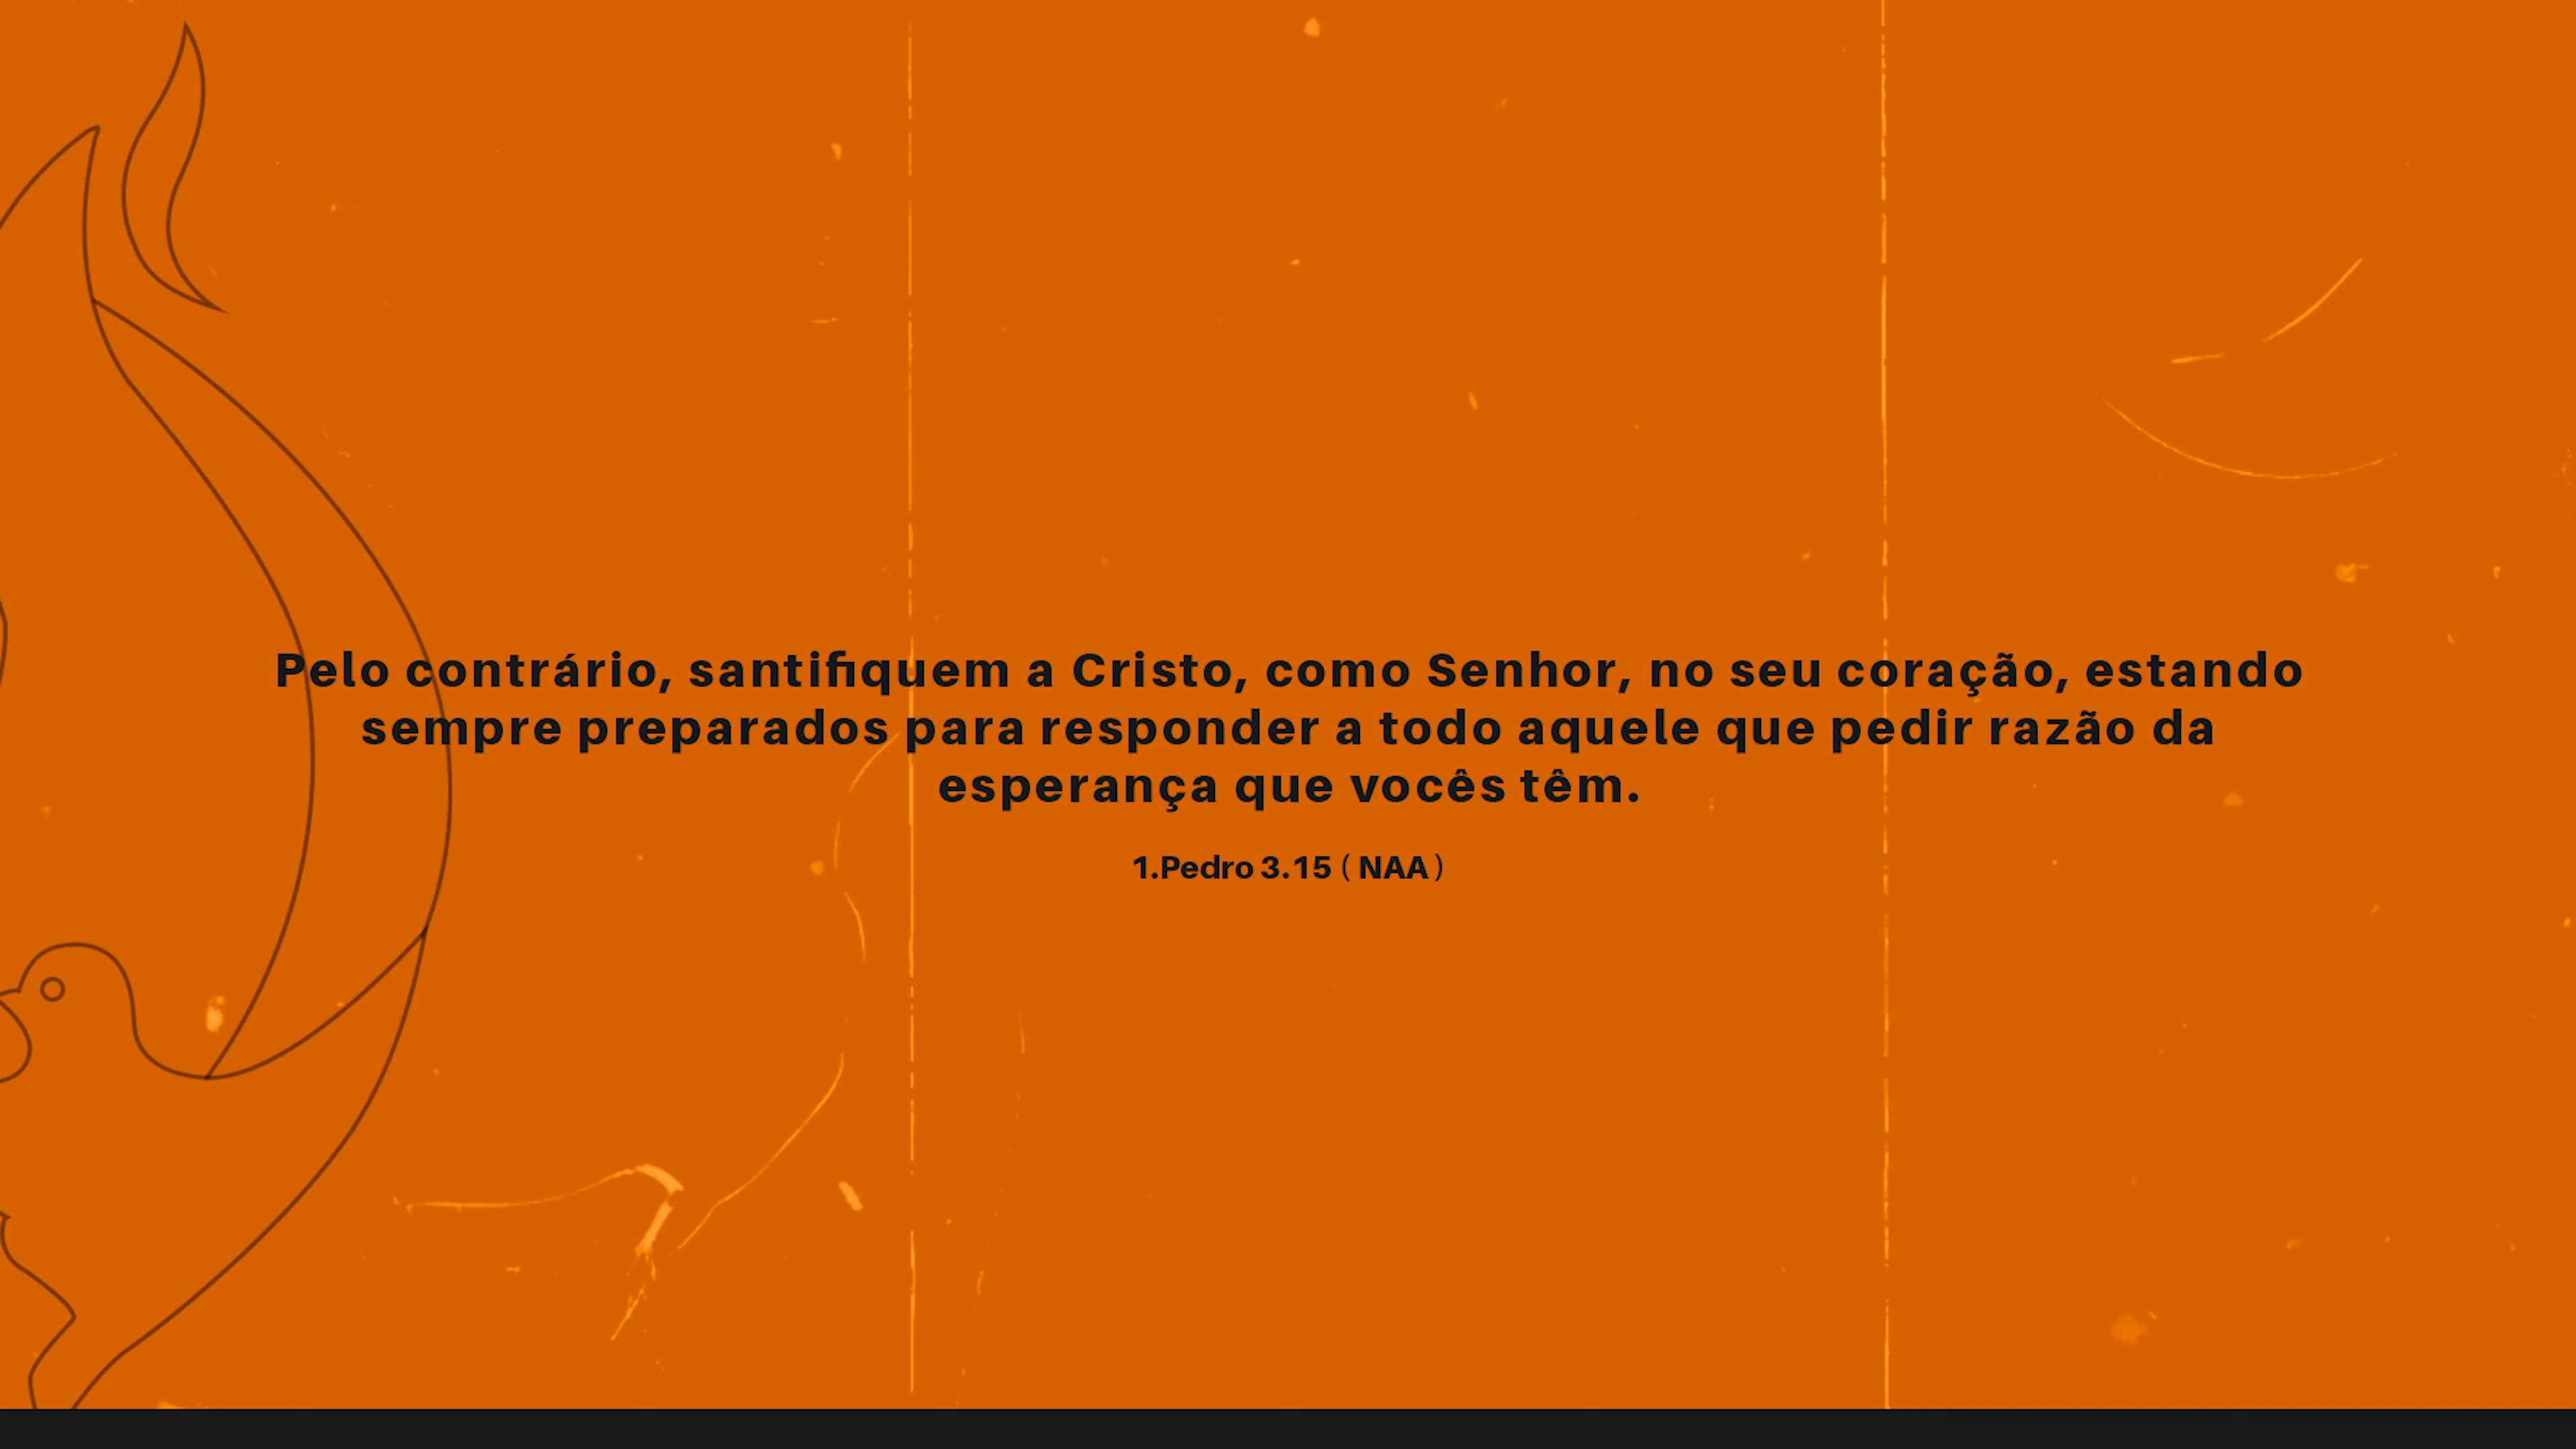 Pelo contrário, santifiquem a Cristo, como Senhor, no seu coração, estando
sempre preparados para responder a todo aquele que pedir razão da
esperança que vocês têm.
1.Pedro 3.15 ( NAA )